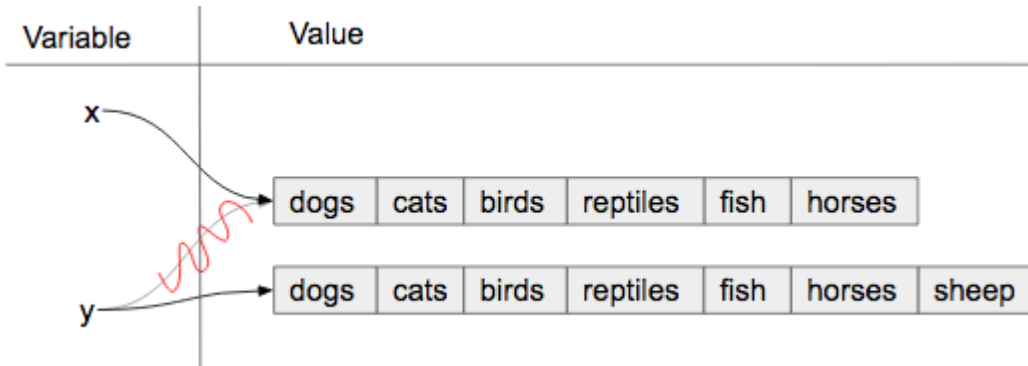 Variable Value
x
dogs cats birds reptiles fish horses
y
dogs cats birds reptiles fish horses sheep